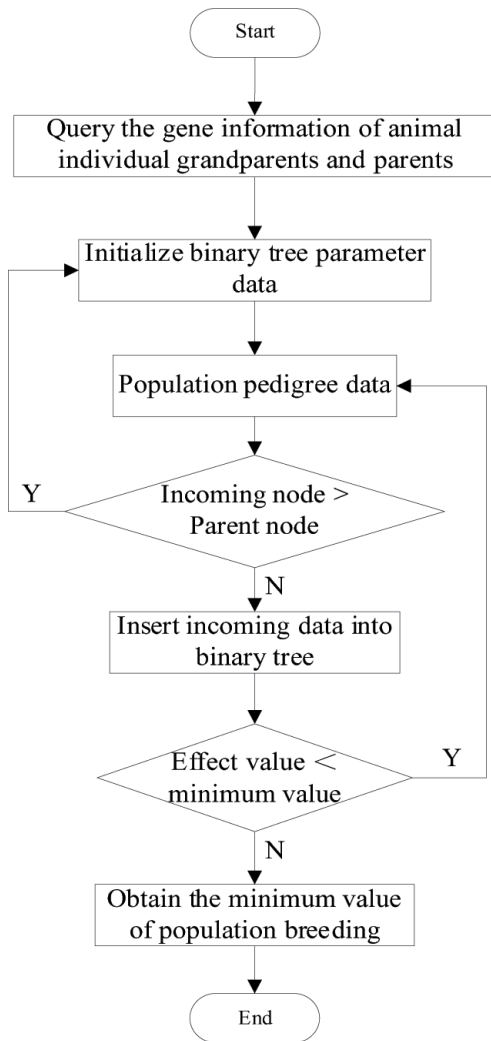 Start
Query the gene information of animal
individual grandparents and parents
Initialize binary tree parameter
data
Population pedigree data
Y
Incoming node >
Parent node
N
Insert incoming data into
binary tree
Effect value <
minimum value
Y
N
Obtain the minimum value
of population breeding
End